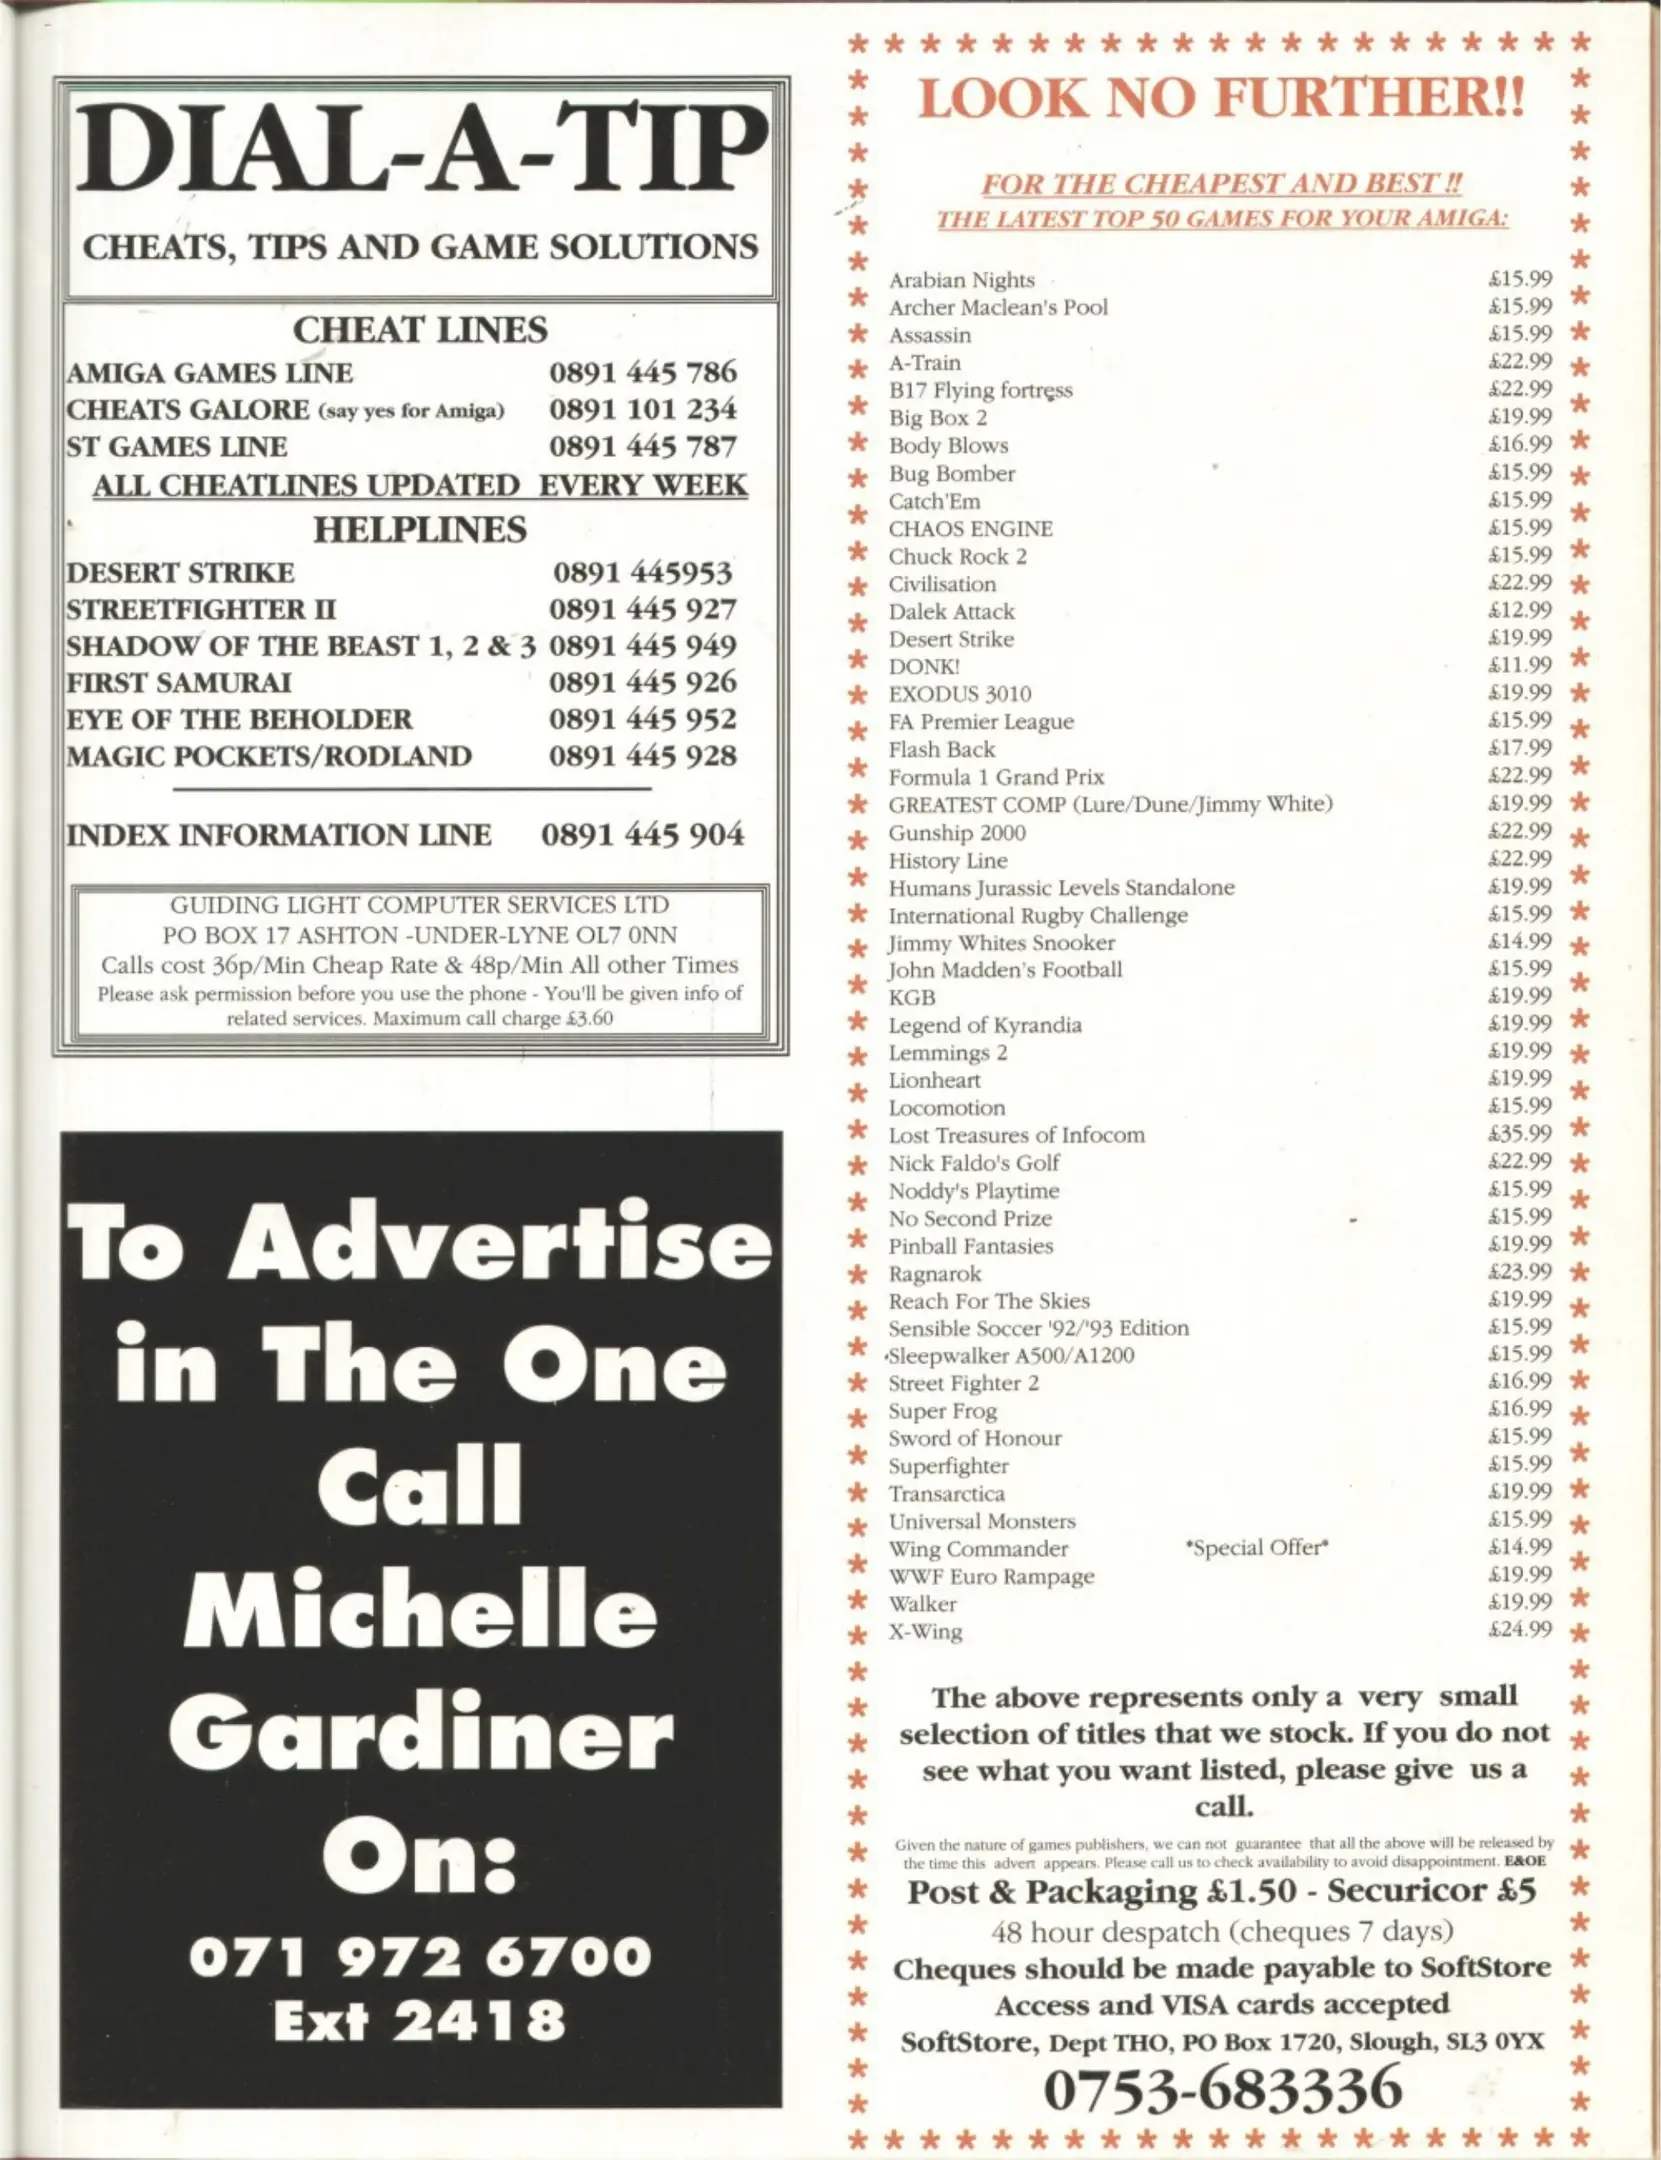 DIAL-A-TIP
CHEATS, TIPS AND GAME SOLUTIONS
CHEAT LINES
AMIGA GAMES LINE 0891 445 786
CHEATS GALORE (say yes for Amiga) 0891 101 234
ST GAMES LINE 0891 445 787
ALL CHEATLINES UPDATED EVERY WEEK
HELPLINES
DESERT STRIKE 0891 445953
STREETFIGHTER II 0891 445 927
SHADOW OF THE BEAST 1, 2 & 3 0891 445 949
FIRST SAMURAI 0891 445 926
EYE OF THE BEHOLDER 0891 445 952
MAGIC POCKETS/RODLAND 0891 445 928
INDEX INFORMATION LINE 0891 445 904
GUIDING LIGHT COMPUTER SERVICES LTD
PO BOX 17 ASHTON -UNDER-LYNE OL7 0NN
Calls cost 36p/Min Cheap Rate & 48p/Min All other Times
Please ask permission before you use the phone - You'll be given info of
related services. Maximum call charge £3.60
To Advertise
in The One
Call
Michelle
Gardiner
On:
071 972 6700
Ext 2418
LOOK NO FURTHER!!
FOR THE CHEAPEST AND BEST !!
THE LATEST TOP 50 GAMES FOR YOUR AMIGA:
Arabian Nights £15.99
Archer Maclean's Pool £15.99
Assassin £15.99
A-Train £22.99
B17 Flying fortress £22.99
Big Box 2 £19.99
Body Blows £16.99
Bug Bomber £15.99
Catch'Em £15.99
CHAOS ENGINE £15.99
Chuck Rock 2 £15.99
Civilisation £22.99
Dalek Attack £12.99
Desert Strike £19.99
DONK! £11.99
EXODUS 3010 £19.99
FA Premier League £15.99
Flash Back £17.99
Formula 1 Grand Prix £22.99
GREATEST COMP (Lure/Dune/Jimmy White) £19.99
Gunship 2000 £22.99
History Line £22.99
Humans Jurassic Levels Standalone £19.99
International Rugby Challenge £15.99
Jimmy Whites Snooker £14.99
John Madden's Football £15.99
KGB £19.99
Legend of Kyrandia £19.99
Lemmings 2 £19.99
Lionheart £19.99
Locomotion £15.99
Lost Treasures of Infocom £35.99
Nick Faldo's Golf £22.99
Noddy's Playtime £15.99
No Second Prize £15.99
Pinball Fantasies £19.99
Ragnarok £23.99
Reach For The Skies £19.99
Sensible Soccer '92/'93 Edition £15.99
Sleepwalker A500/A1200 £15.99
Street Fighter 2 £16.99
Super Frog £16.99
Sword of Honour £15.99
Superfighter £15.99
Transarctica £19.99
Universal Monsters £15.99
Wing Commander *Special Offer* £14.99
WWF Euro Rampage £19.99
Walker £19.99
X-Wing £24.99
The above represents only a very small
selection of titles that we stock. If you do not
see what you want listed, please give us a
call.
Given the nature of games publishers, we can not guarantee that all the above will be released by
the time this advert appears. Please call us to check availability to avoid disappointment. E&OE
Post & Packaging £1.50 - Securicor £5
48 hour despatch (cheques 7 days)
Cheques should be made payable to SoftStore
Access and VISA cards accepted
SoftStore, Dept THO, PO Box 1720, Slough, SL3 0YX
0753-683336